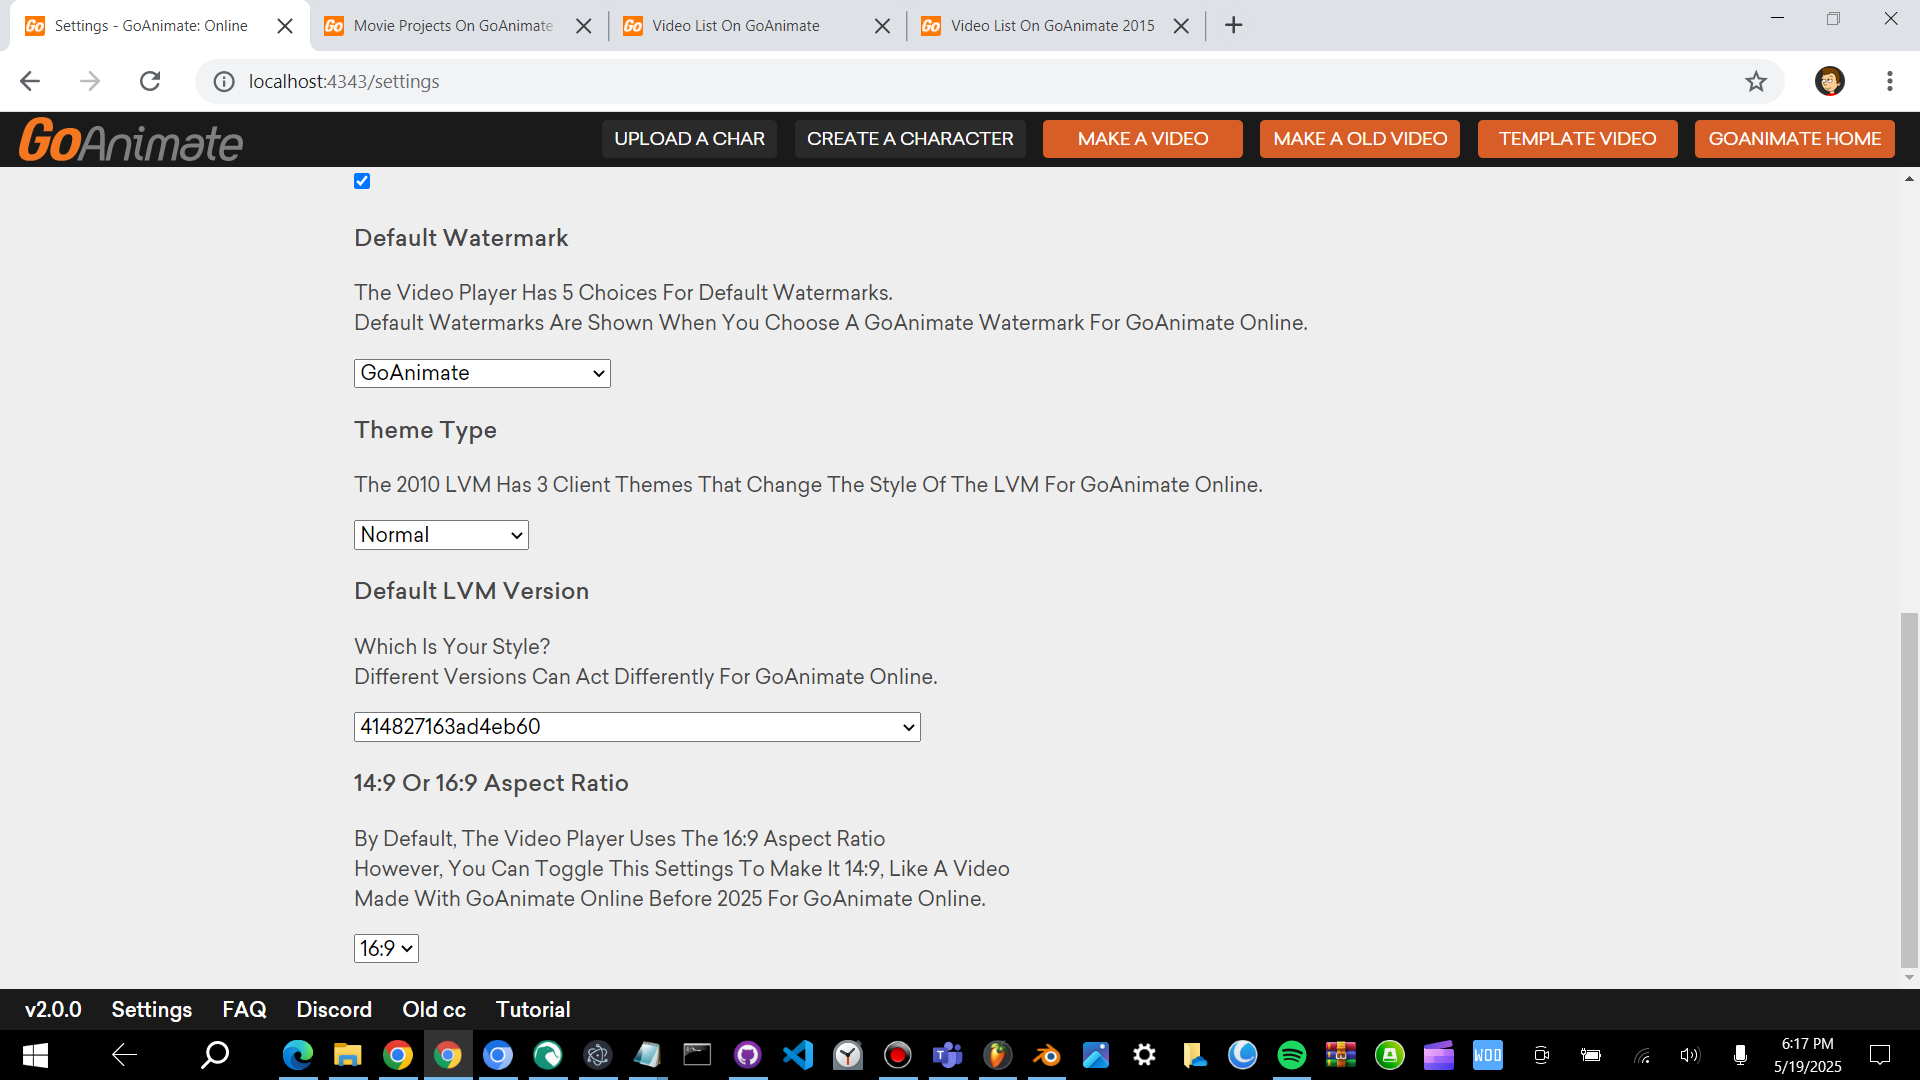 Go Settings - GoAnimate: Online
Go Movie Projects On GoAnimate
Go Video List On GoAnimate
Go Video List On GoAnimate 2015
localhost:4343/settings
GoAnimate
UPLOAD A CHAR
CREATE A CHARACTER
MAKE A VIDEO
MAKE A OLD VIDEO
TEMPLATE VIDEO
GOANIMATE HOME
Default Watermark
The Video Player Has 5 Choices For Default Watermarks.
Default Watermarks Are Shown When You Choose A GoAnimate Watermark For GoAnimate Online.
GoAnimate
Theme Type
The 2010 LVM Has 3 Client Themes That Change The Style Of The LVM For GoAnimate Online.
Normal
Default LVM Version
Which Is Your Style?
Different Versions Can Act Differently For GoAnimate Online.
414827163ad4eb60
14:9 Or 16:9 Aspect Ratio
By Default, The Video Player Uses The 16:9 Aspect Ratio
However, You Can Toggle This Settings To Make It 14:9, Like A Video
Made With GoAnimate Online Before 2025 For GoAnimate Online.
16:9
v2.0.0
Settings
FAQ
Discord
Old cc
Tutorial
WOO
6:17 PM
5/19/2025